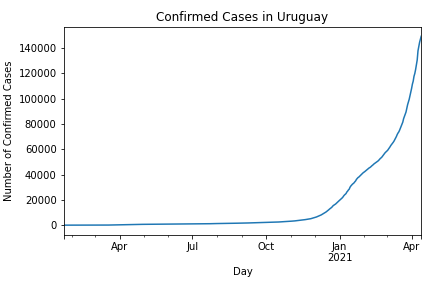 Confirmed Cases in Uruguay
Number of Confirmed Cases
140000
120000
100000
80000
60000
40000
20000
0
Apr
Jul
Oct
Jan
2021
Apr
Day